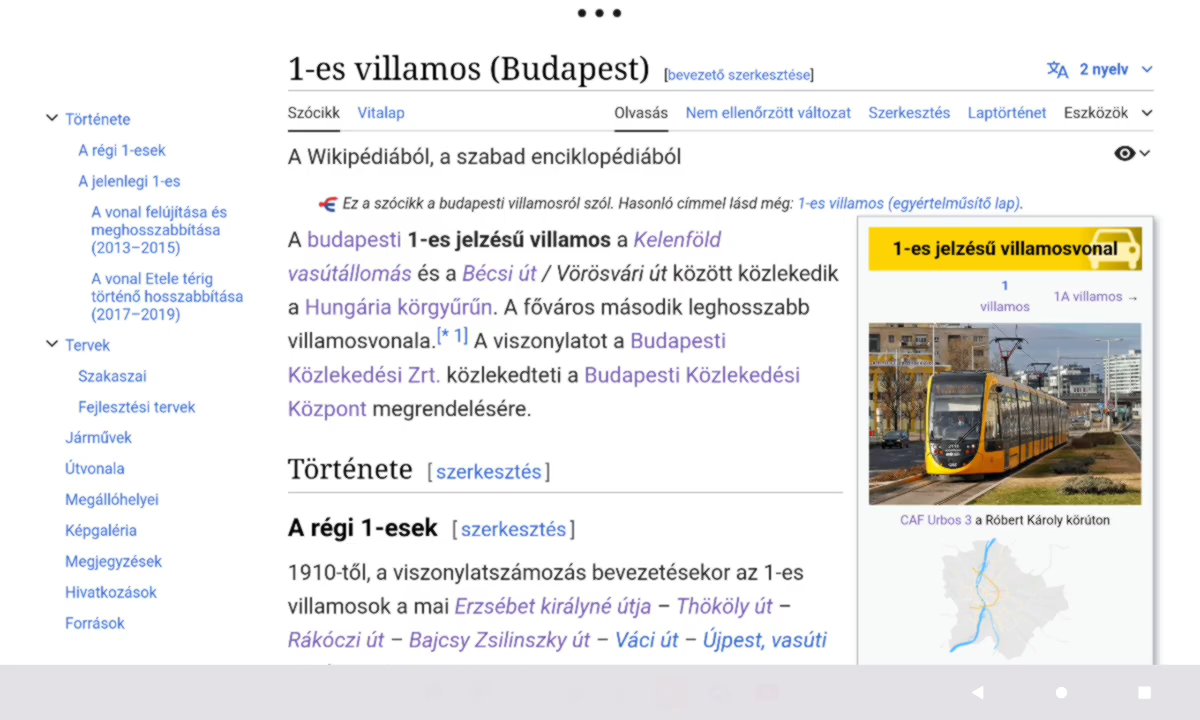 1-es villamos (Budapest) [bevezető szerkesztése]
2 nyelv
Szócikk Vitalap Olvasás Nem ellenőrzött változat Szerkesztés Laptörténet Eszközök
A Wikipédiából, a szabad enciklopédiából
Története
A régi 1-esek
A jelenlegi 1-es
A vonal felújítása és
meghosszabbítása
(2013–2015)
A vonal Etele térig
történő hosszabbítása
(2017–2019)
Tervek
Szakaszai
Fejlesztési tervek
Járművek
Útvonala
Megállóhelyei
Képgaléria
Megjegyzések
Hivatkozások
Források
Ez a szócikk a budapesti villamosról szól. Hasonló címmel lásd még: 1-es villamos (egyértelműsítő lap).
A budapesti 1-es jelzésű villamos a Kelenföld
vasútállomás és a Bécsi út / Vörösvári út között közlekedik
a Hungária körgyűrűn. A főváros második leghosszabb
villamosvonala.[* 1] A viszonylatot a Budapesti
Közlekedési Zrt. közlekedteti a Budapesti Közlekedési
Központ megrendelésére.
Története [szerkesztés]
A régi 1-esek [szerkesztés]
1910-től, a viszonylatszámozás bevezetésekor az 1-es
villamosok a mai Erzsébet királyné útja – Thököly út –
Rákóczi út – Bajcsy Zsilinszky út – Váci út – Újpest, vasúti
1-es jelzésű villamosvonal
1
villamos
1A villamos →
CAF Urbos 3 a Róbert Károly körúton